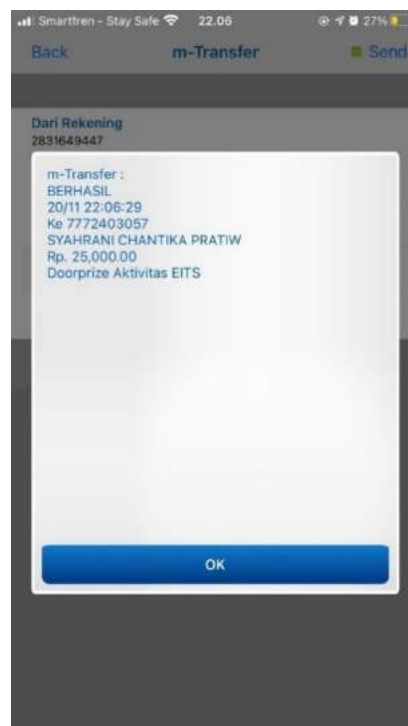 Smartfren - Stay Safe 22.06 27%
Back m-Transfer Send
Dari Rekening
2831649447
m-Transfer :
BERHASIL
20/11 22:06:29
Ke 7772403057
SYAHRANI CHANTIKA PRATIW
Rp. 25,000.00
Doorprize Aktivitas EITS
OK